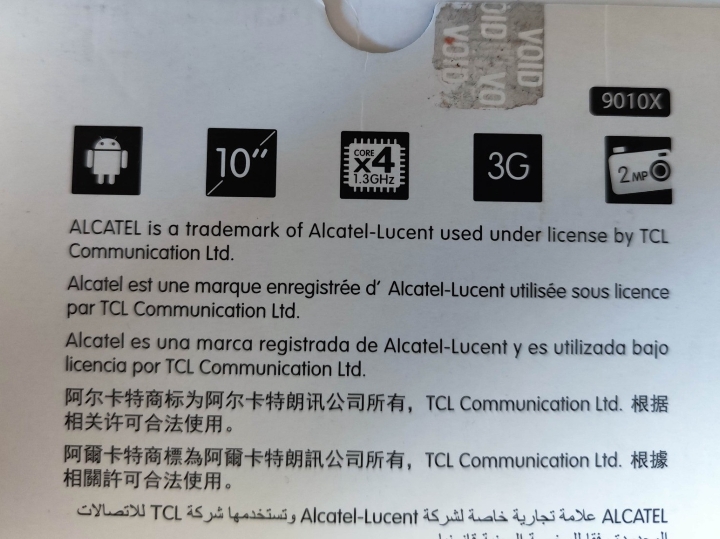 VOID VOID
VOID VOID
9010X
10”
CORE
x4
1.3GHz
3G
2 MP
ALCATEL is a trademark of Alcatel-Lucent used under license by TCL
Communication Ltd.
Alcatel est une marque enregistrée d’ Alcatel-Lucent utilisée sous licence
par TCL Communication Ltd.
Alcatel es una marca registrada de Alcatel-Lucent y es utilizada bajo
licencia por TCL Communication Ltd.
阿尔卡特商标为阿尔卡特朗讯公司所有，TCL Communication Ltd. 根据
相关许可合法使用。
阿爾卡特商標為阿爾卡特朗訊公司所有，TCL Communication Ltd. 根據
相關許可合法使用。
ALCATEL علامة تجارية خاصة لشركة Alcatel-Lucent وتستخدمها شركة TCL للاتصالات